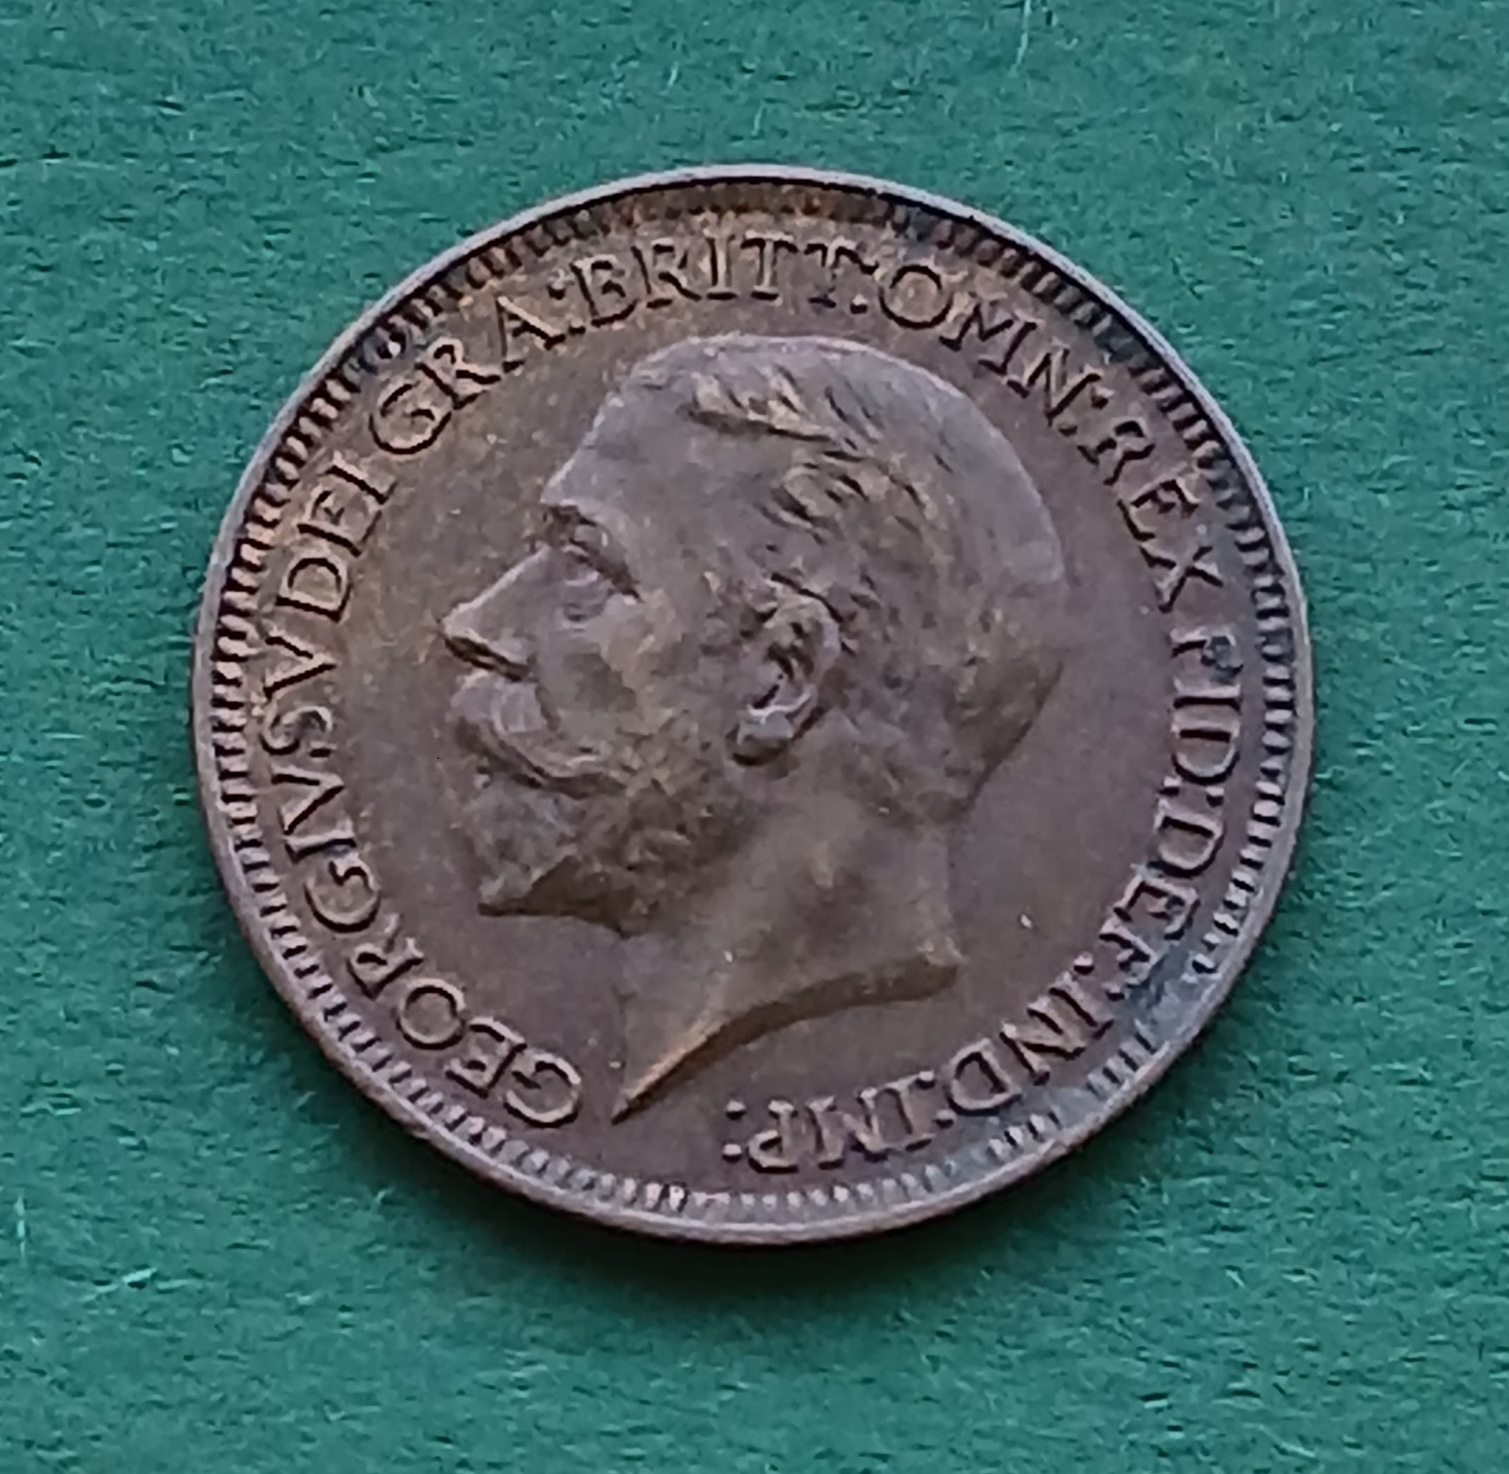 GEORGIVS V DEI GRA:BRITT:OMN:REX FID:DEF:IND:IMP: